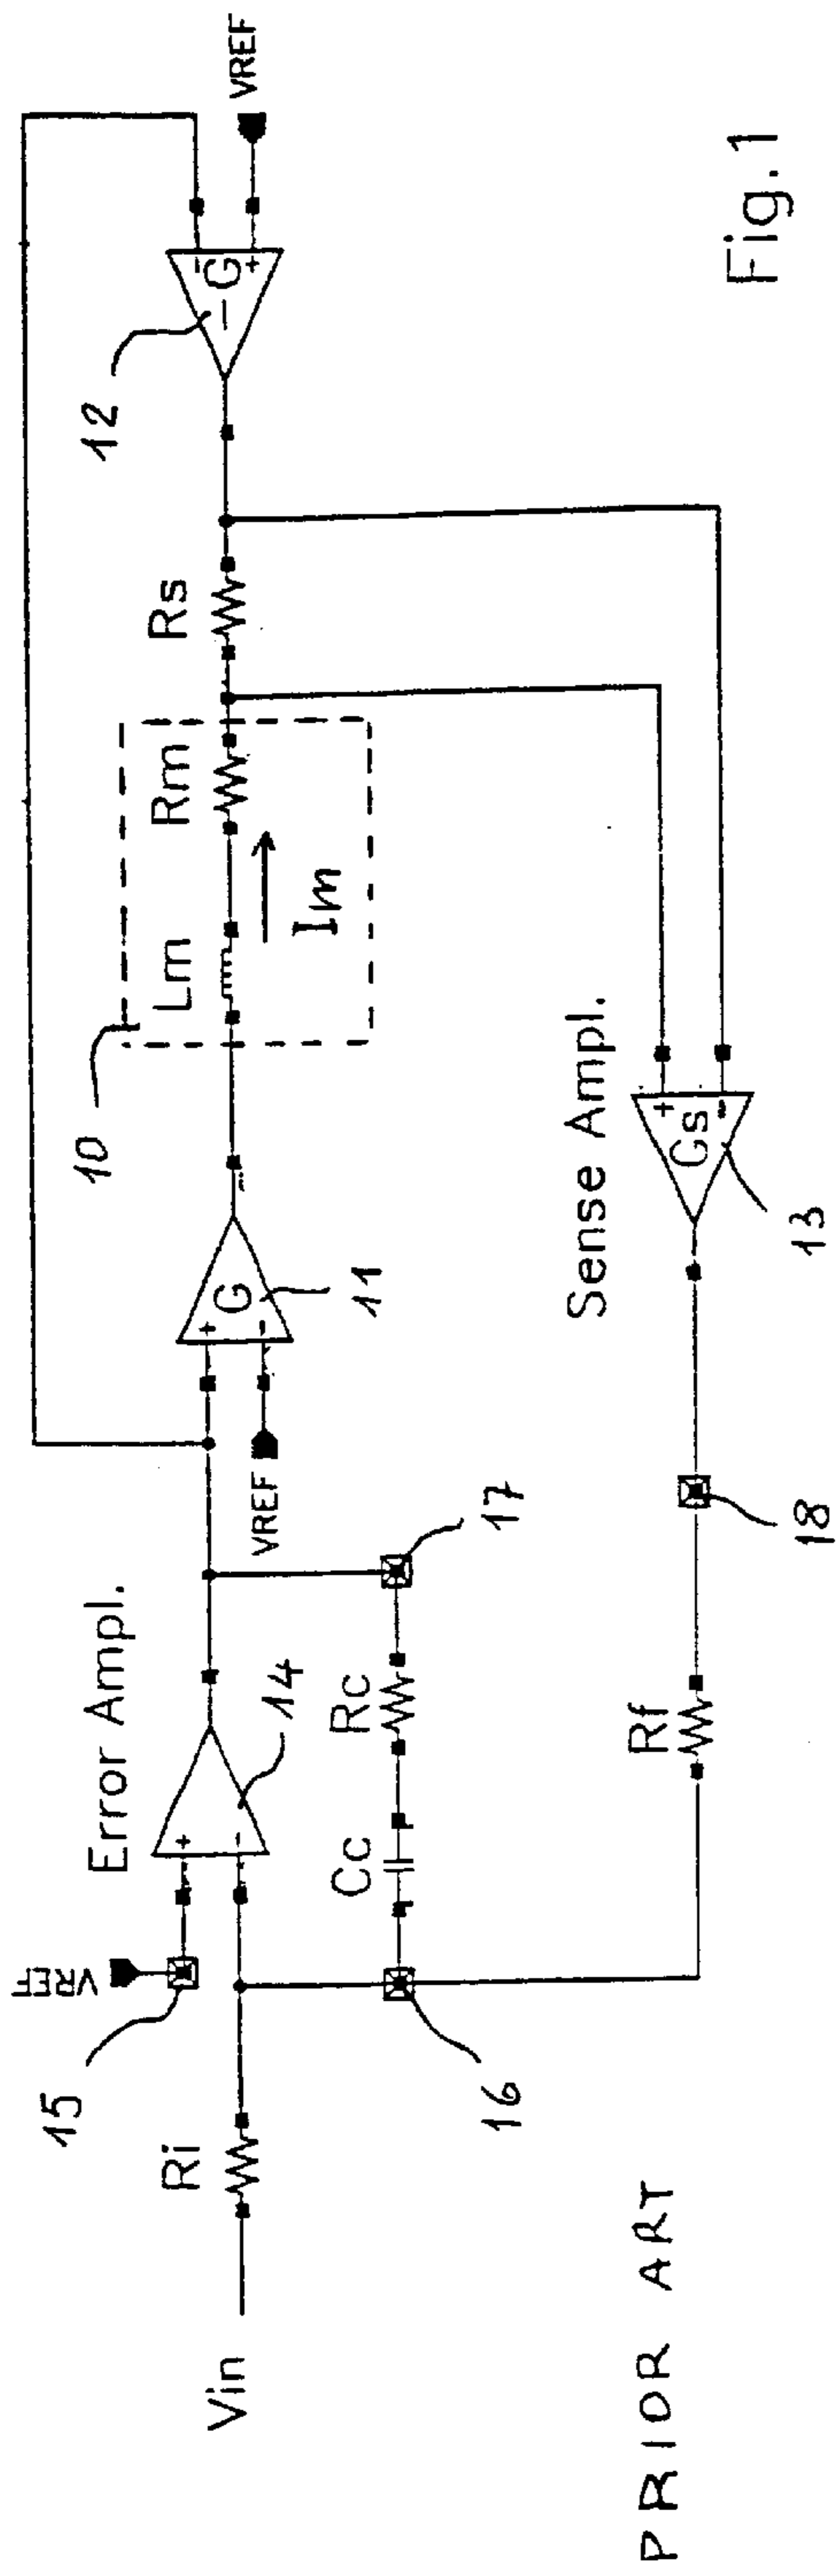 Vin
Ri
15
VREF
Error Ampl.
+
-
14
16
Cc
Rc
17
VREF
+
-
G
11
10
Lm
Rm
Im
Rs
12
-
+
-G
VREF
Rf
18
Sense Ampl.
+
-
Gs
13
PRIOR ART
Fig.1